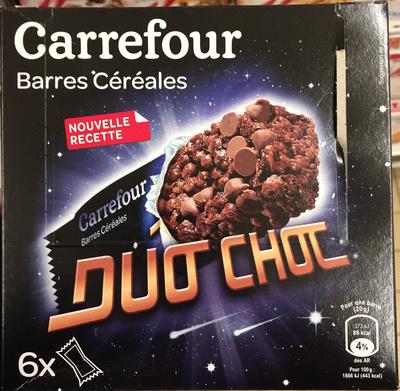 Carrefour
Barres Céréales
NOUVELLE
RECETTE
Carrefour
Barres Céréales
DUO CHOC
6x
Pour une barre
(20g)
373 kJ
89 kcal
4%
des AR
Pour 100g :
1866 kJ (443 kcal)